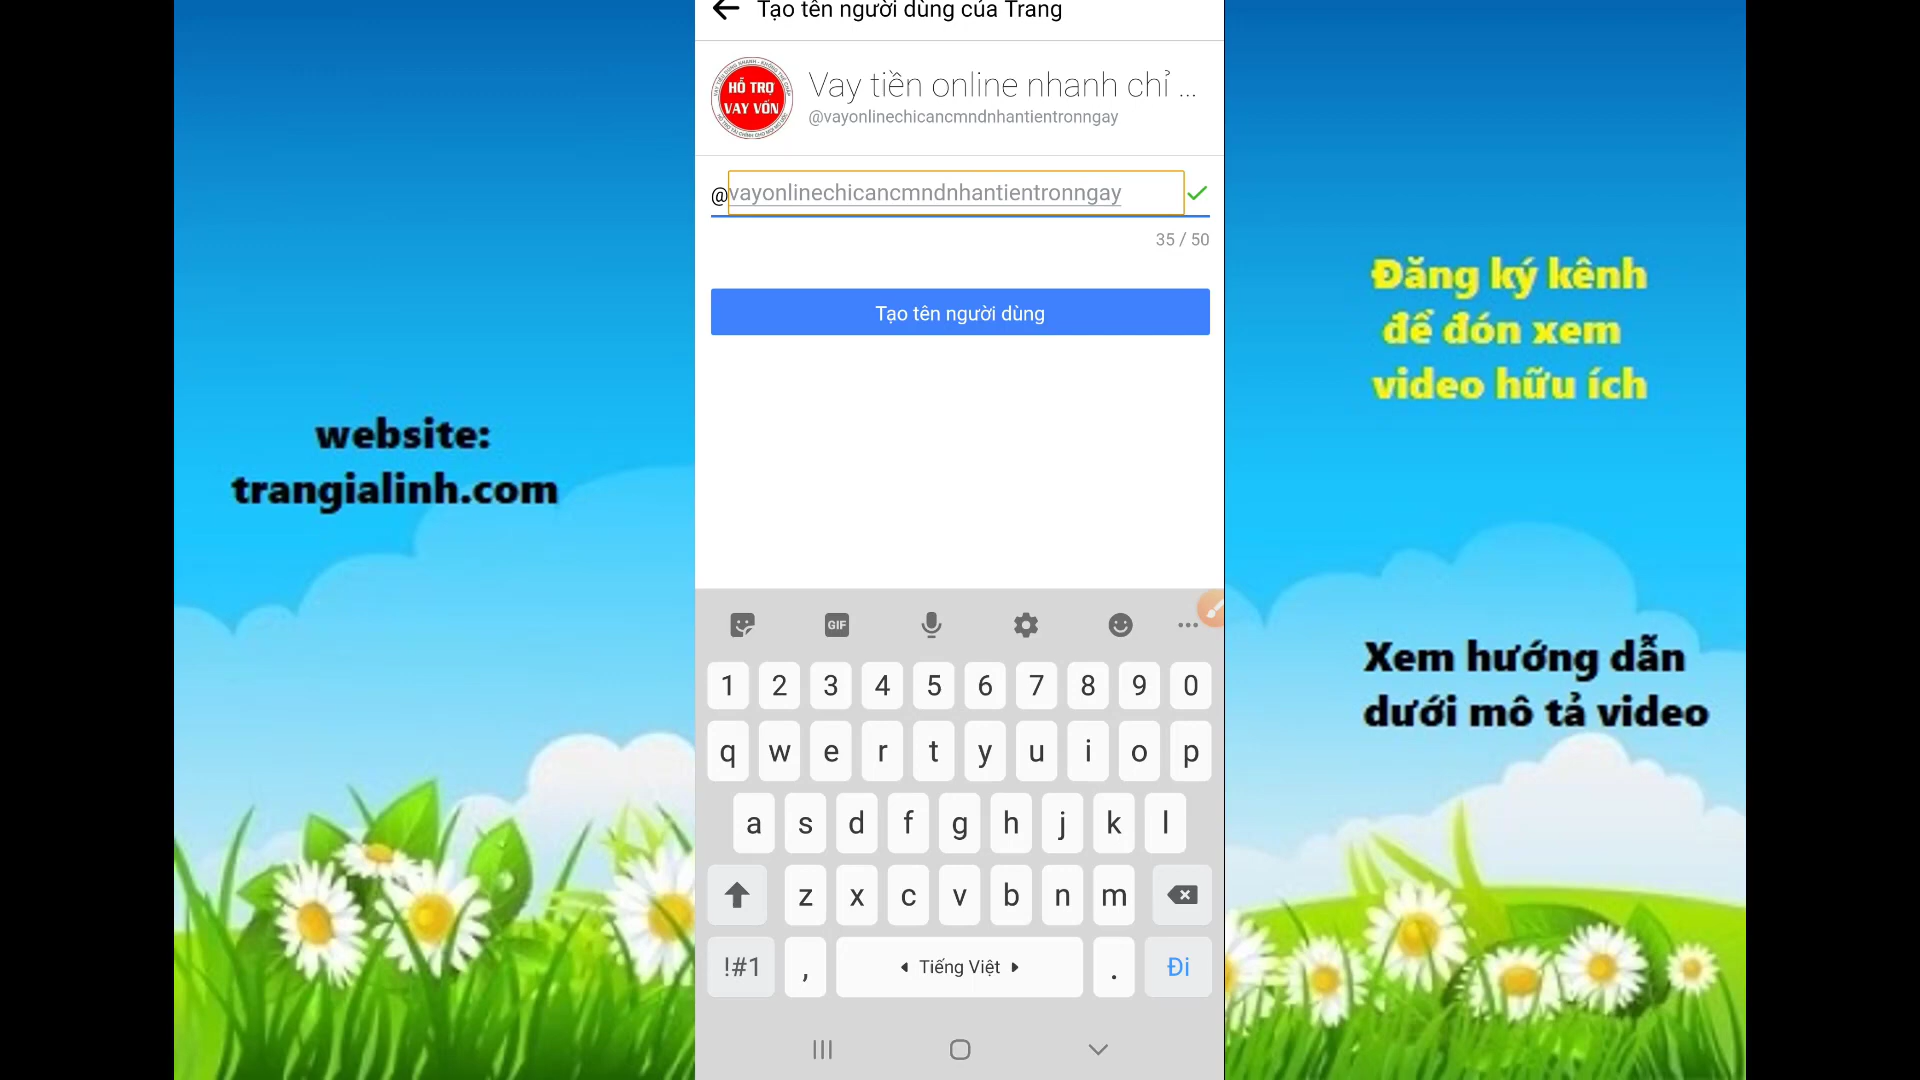 Tạo tên người dùng của Trang
HỖ TRỢ
VAY VỐN
Vay tiền online nhanh chỉ ...
@vayonlinechicancmndnhantientronngay
@vayonlinechicancmndnhantientronngay
35 / 50
Tạo tên người dùng
website:
trangialinh.com
Đăng ký kênh
để đón xem
video hữu ích
Xem hướng dẫn
dưới mô tả video
GIF
1 2 3 4 5 6 7 8 9 0
q w e r t y u i o p
a s d f g h j k l
z x c v b n m
!#1 , Tiếng Việt . Đi